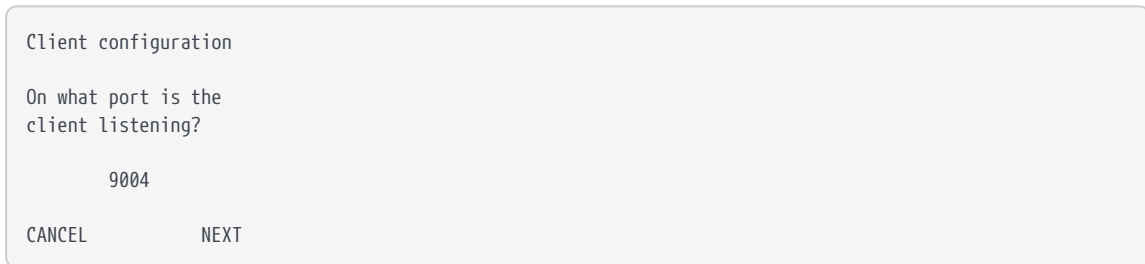 Client configuration
On what port is the
client listening?
9004
CANCEL NEXT